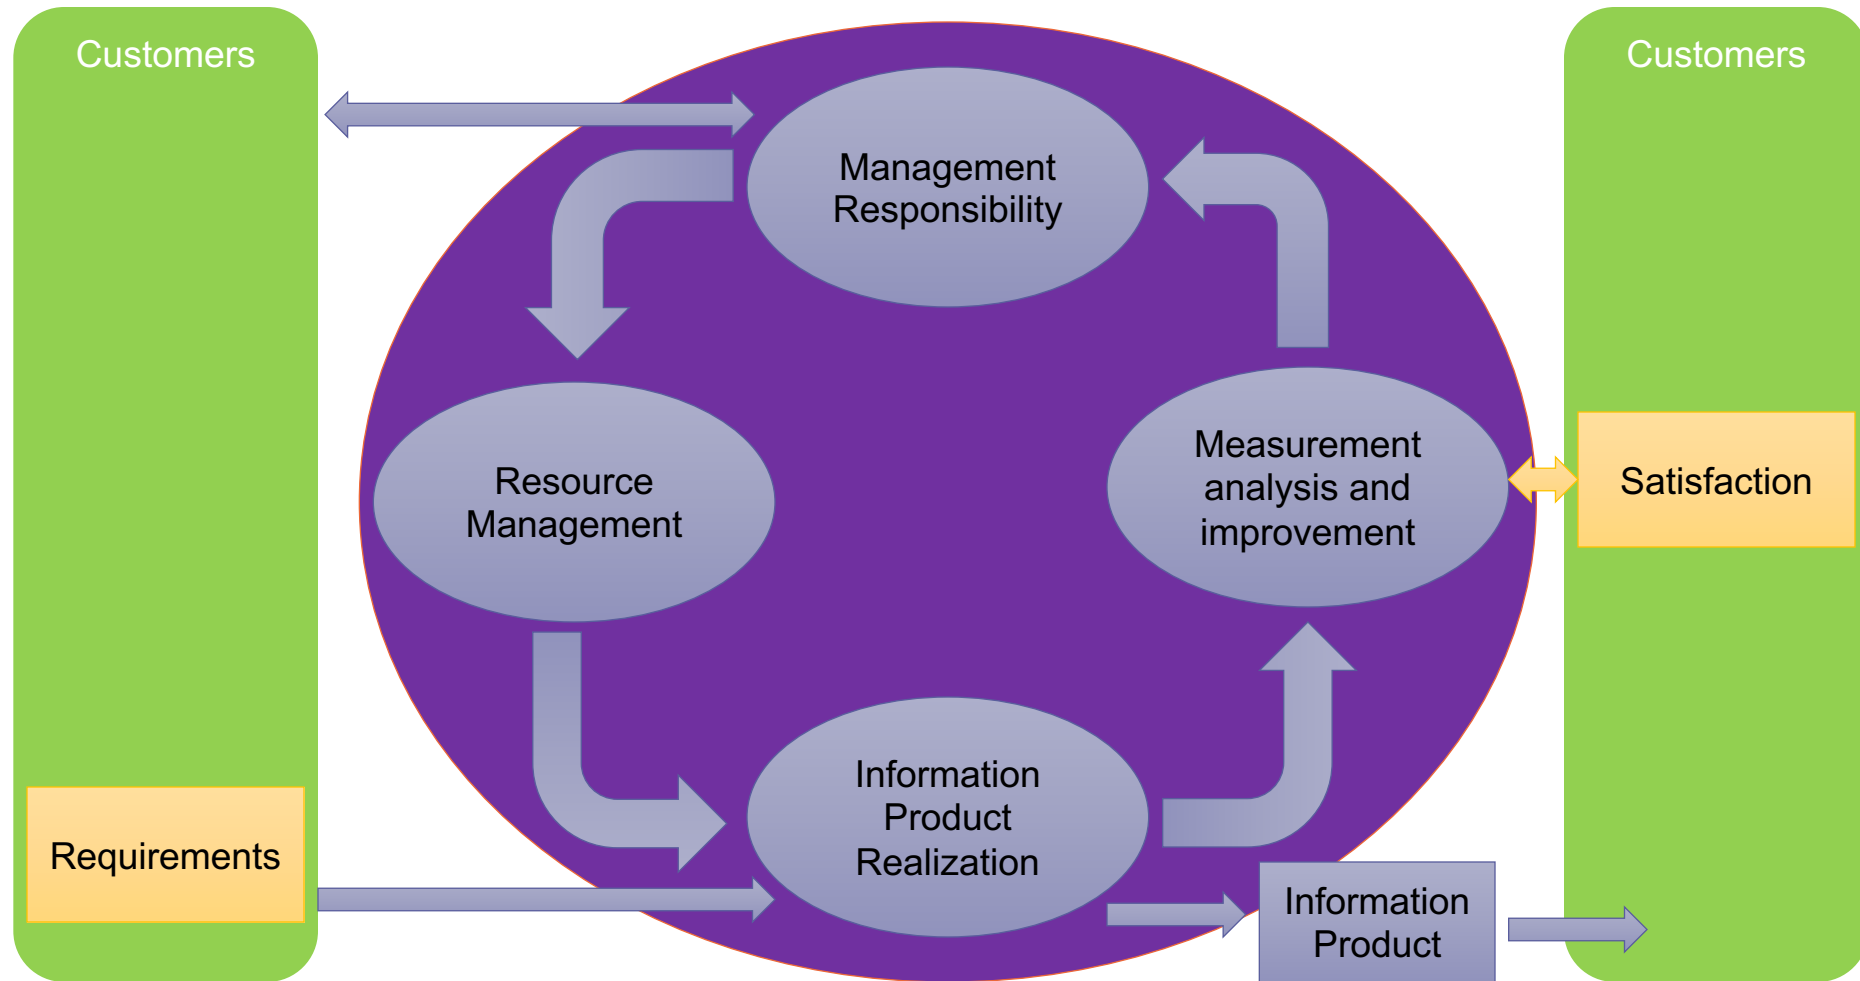 Customers
Customers
Management
Responsibility
Resource
Management
Measurement
analysis and
improvement
Satisfaction
Information
Product
Realization
Requirements
Information
Product